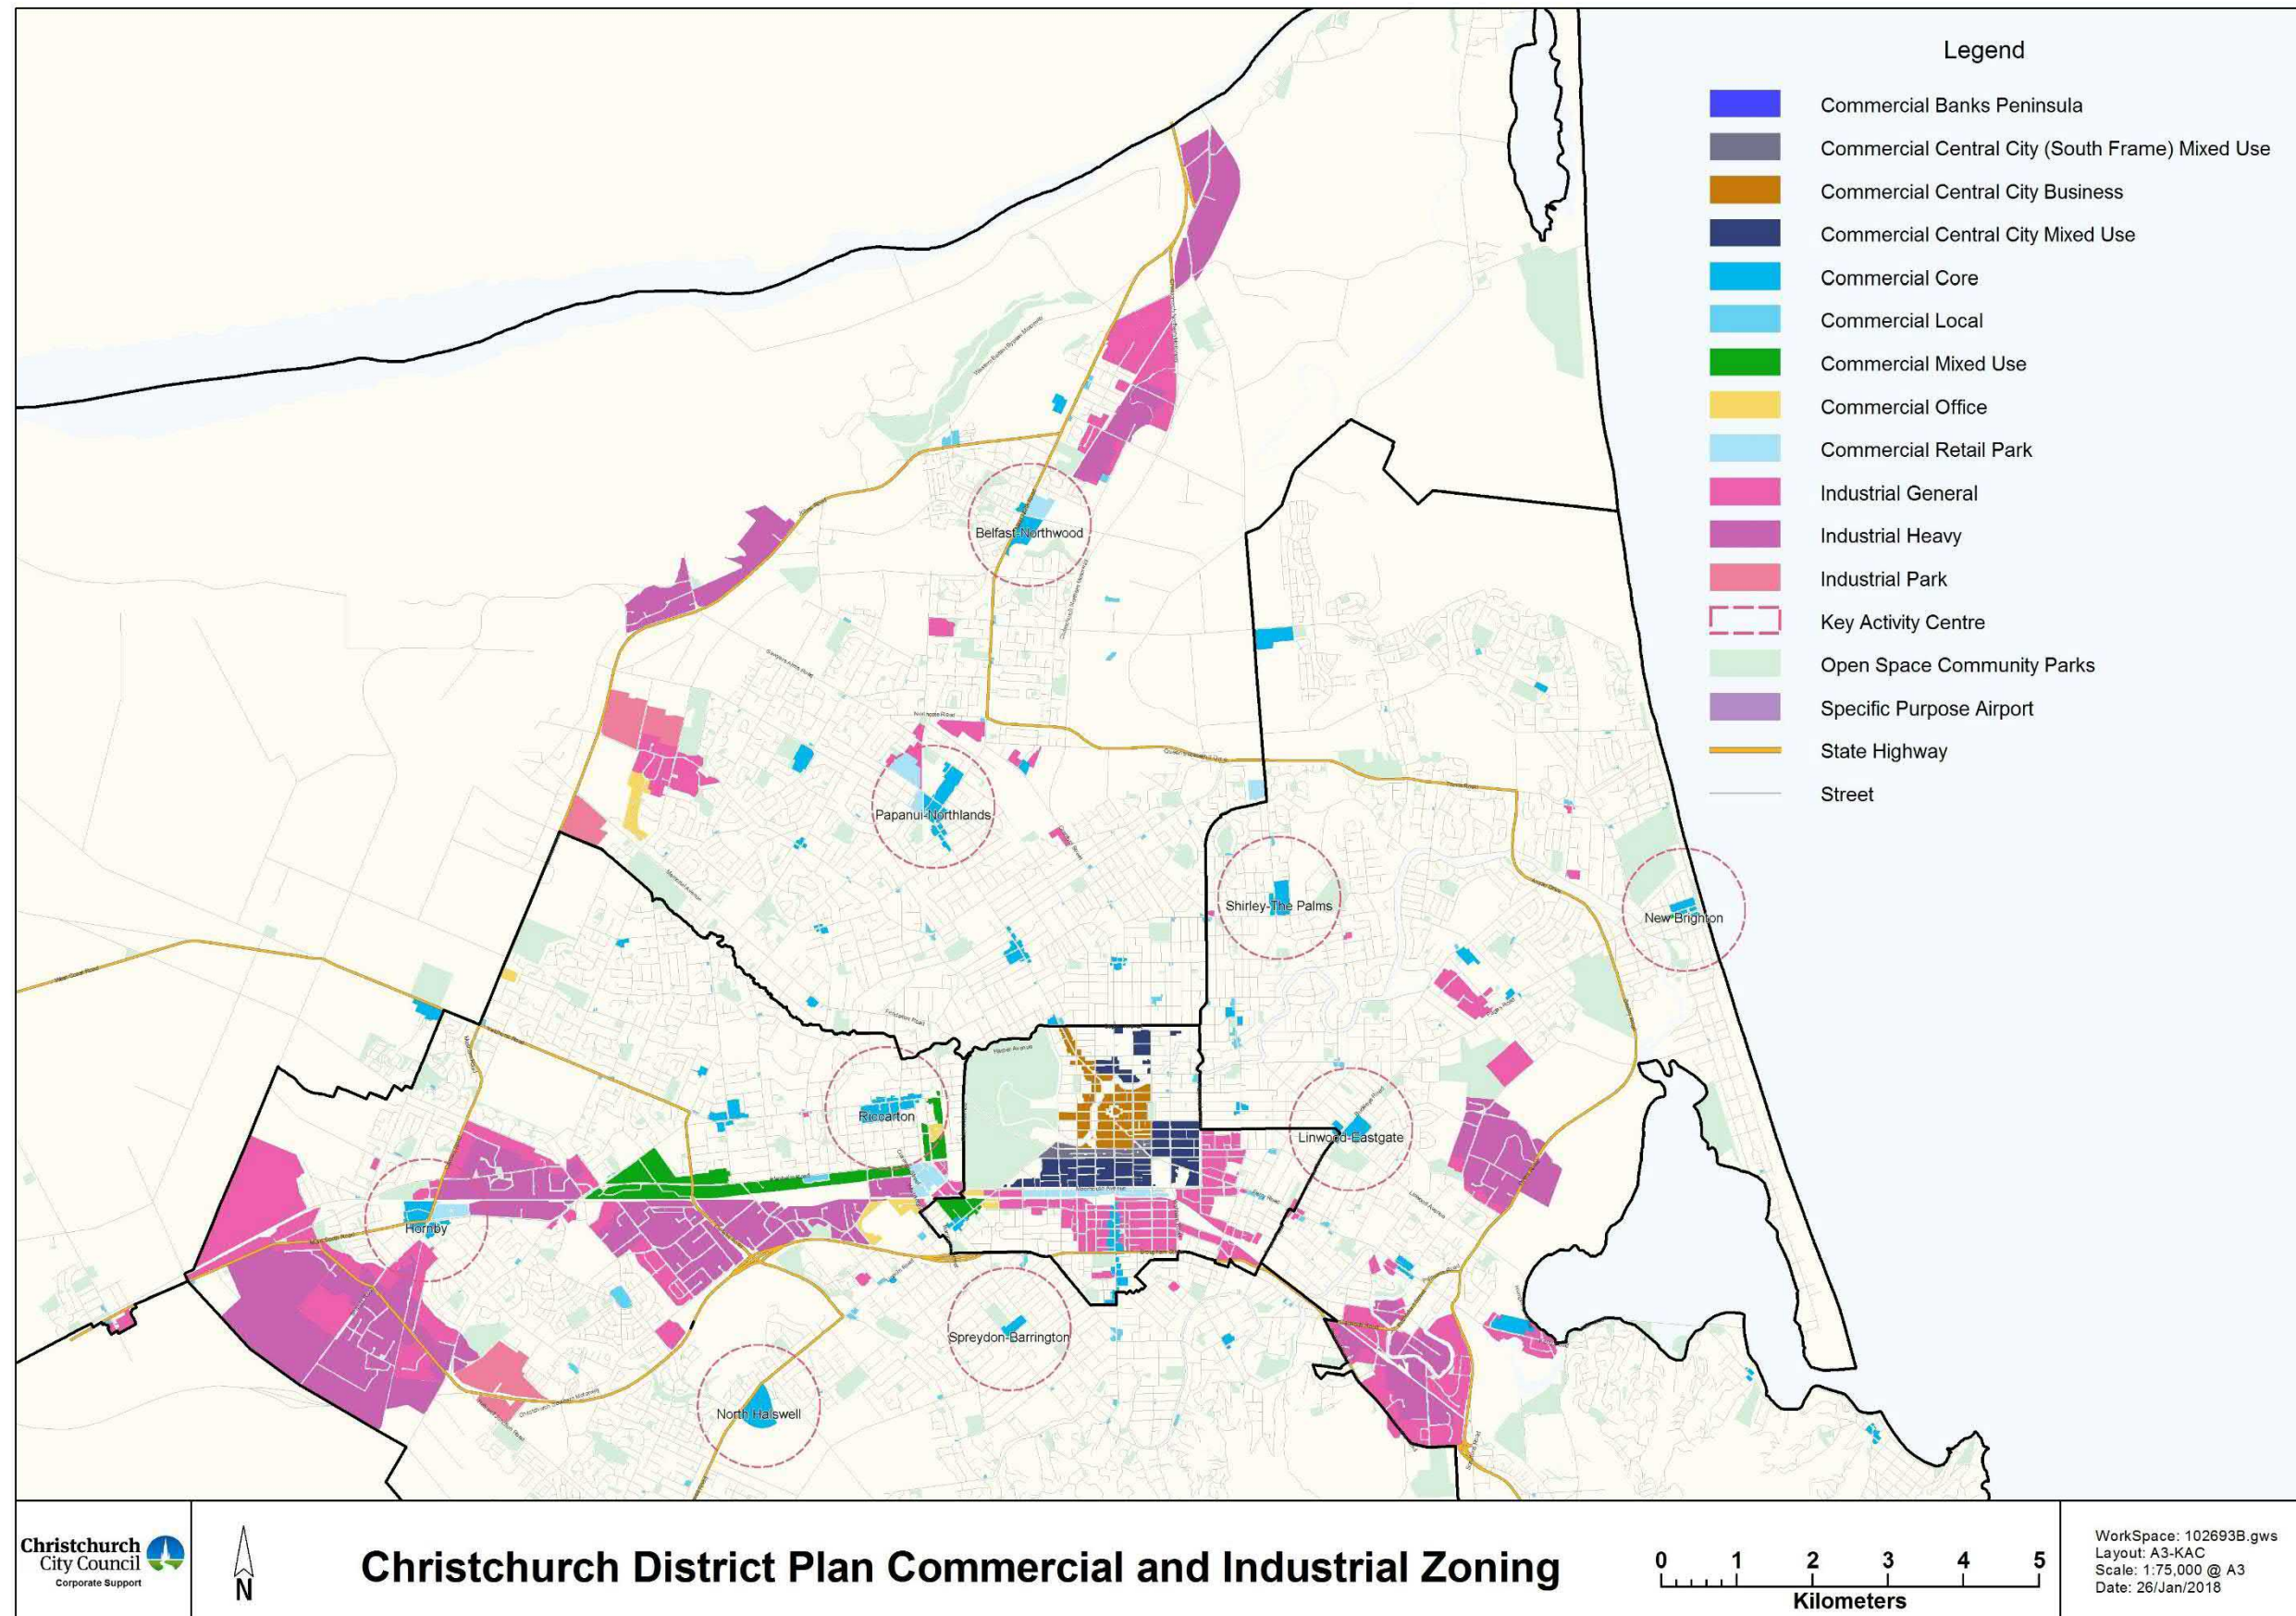 Legend
Commercial Banks Peninsula
Commercial Central City (South Frame) Mixed Use
Commercial Central City Business
Commercial Central City Mixed Use
Commercial Core
Commercial Local
Commercial Mixed Use
Commercial Office
Commercial Retail Park
Industrial General
Industrial Heavy
Industrial Park
Key Activity Centre
Open Space Community Parks
Specific Purpose Airport
State Highway
Street
Belfast-Northwood
Papanui-Northlands
Shirley-The Palms
New Brighton
Riccarton
Linwood-Eastgate
Hornby
Spreydon-Barrington
North Halswell
Christchurch
City Council
Corporate Support
N
Christchurch District Plan Commercial and Industrial Zoning
0 1 2 3 4 5
Kilometers
WorkSpace: 102693B.gws
Layout: A3-KAC
Scale: 1:75,000 @ A3
Date: 26/Jan/2018